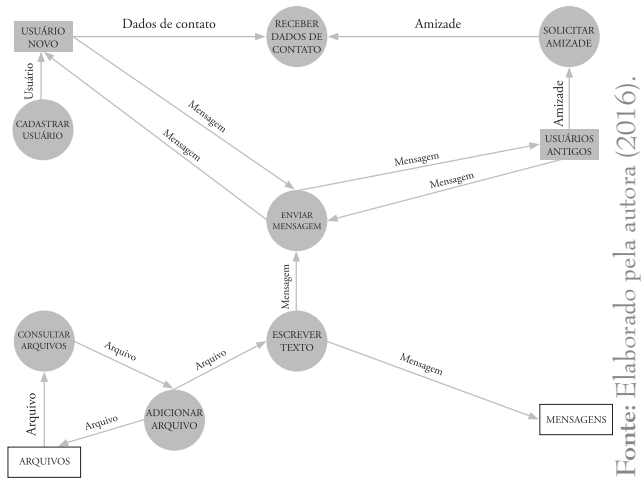 USUÁRIO
NOVO
Dados de contato
RECEBER
DADOS DE
CONTATO
Amizade
SOLICITAR
AMIZADE
Usuário
CADASTRAR
USUÁRIO
Mensagem
Mensagem
Amizade
USUÁRIOS
ANTIGOS
Mensagem
Mensagem
ENVIAR
MENSAGEM
Mensagem
CONSULTAR
ARQUIVOS
Arquivo
Arquivo
ESCREVER
TEXTO
Mensagem
Arquivo
Arquivo
ADICIONAR
ARQUIVO
MENSAGENS
ARQUIVOS
Fonte: Elaborado pela autora (2016).